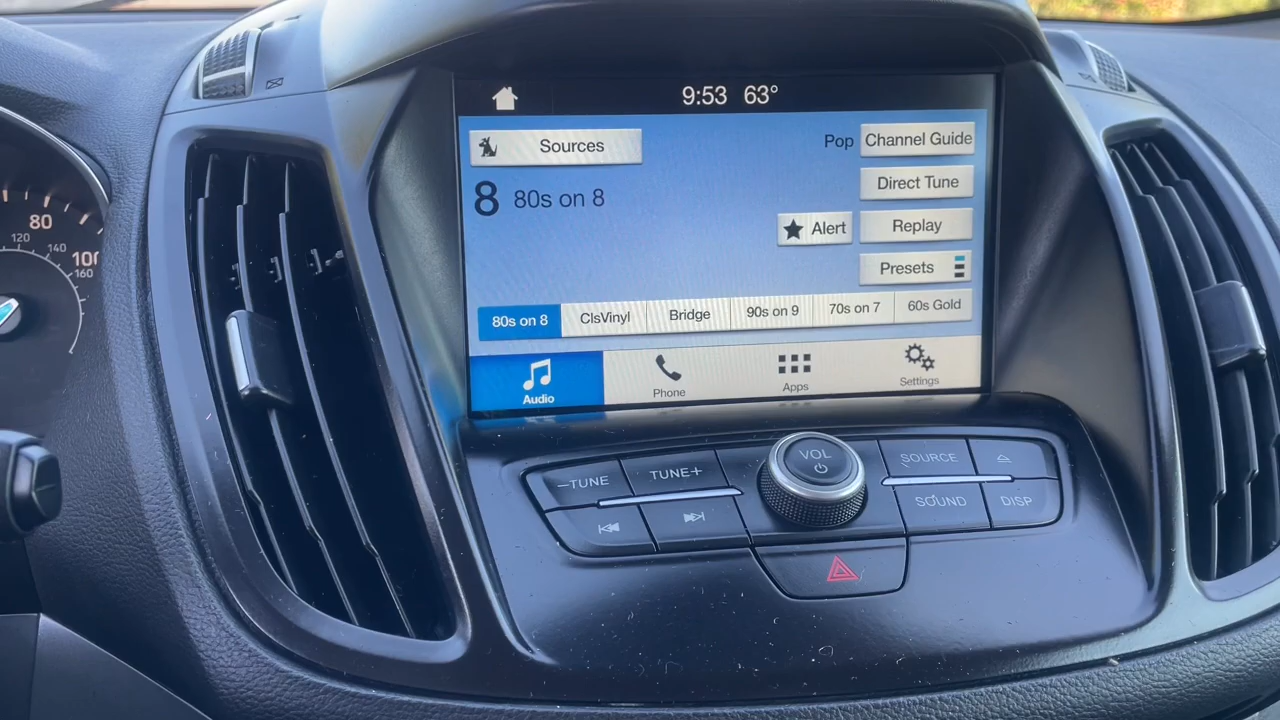 9:53 63°
Sources
Pop
Channel Guide
8 80s on 8
Direct Tune
Alert
Replay
Presets
80s on 8
ClsVinyl
Bridge
90s on 9
70s on 7
60s Gold
Audio
Phone
Apps
Settings
80
100
120
140
160
–TUNE
TUNE+
VOL
SOURCE
SOUND
DISP